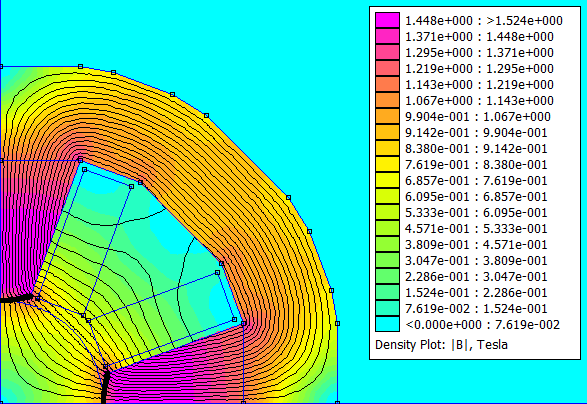 1.448e+000 : >1.524e+000
1.371e+000 : 1.448e+000
1.295e+000 : 1.371e+000
1.219e+000 : 1.295e+000
1.143e+000 : 1.219e+000
1.067e+000 : 1.143e+000
9.904e-001 : 1.067e+000
9.142e-001 : 9.904e-001
8.380e-001 : 9.142e-001
7.619e-001 : 8.380e-001
6.857e-001 : 7.619e-001
6.095e-001 : 6.857e-001
5.333e-001 : 6.095e-001
4.571e-001 : 5.333e-001
3.809e-001 : 4.571e-001
3.047e-001 : 3.809e-001
2.286e-001 : 3.047e-001
1.524e-001 : 2.286e-001
7.619e-002 : 1.524e-001
<0.000e+000 : 7.619e-002
Density Plot: |B|, Tesla